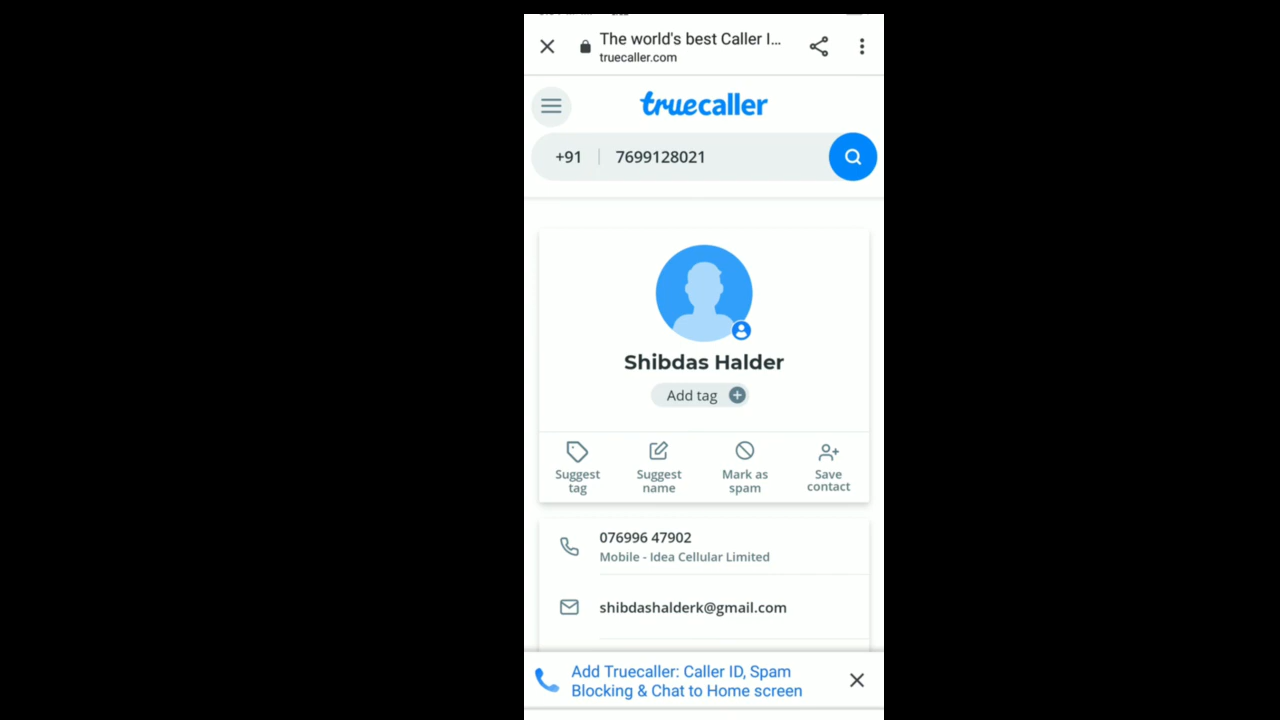 The world's best Caller I...
truecaller.com
truecaller
+91 7699128021
Shibdas Halder
Add tag
Suggest tag
Suggest name
Mark as spam
Save contact
076996 47902
Mobile - Idea Cellular Limited
shibdashalderk@gmail.com
Add Truecaller: Caller ID, Spam
Blocking & Chat to Home screen